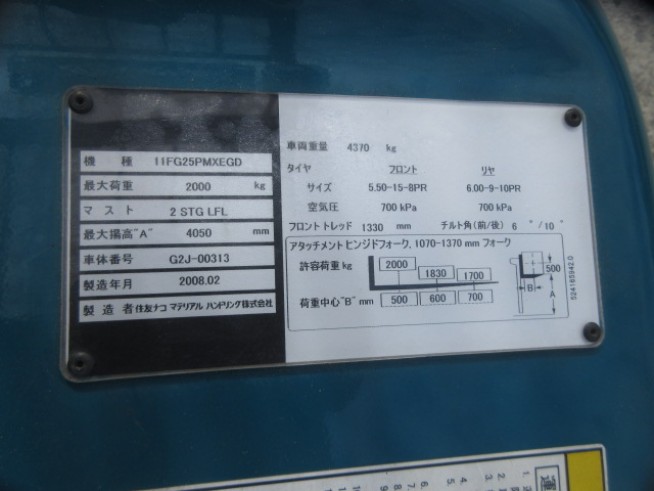 機 種 11FG25PMXEGD
最大荷重 2000 kg
マスト 2 STG LFL
最大揚高"A" 4050 mm
車体番号 G2J-00313
製造年月 2008.02
製造者 住友ナコ マテリアル ハンドリング株式会社
車両重量 4370 kg
タイヤ フロント リヤ
サイズ 5.50-15-8PR 6.00-9-10PR
空気圧 700 kPa 700 kPa
フロント トレッド 1330 mm チルト角(前/後) 6 °/10 °
アタッチメント ヒンジドフォーク, 1070-1370 mm フォーク
許容荷重 kg 2000 1830 1700
荷重中心"B" mm 500 600 700
500
B
A
524165942.0
運